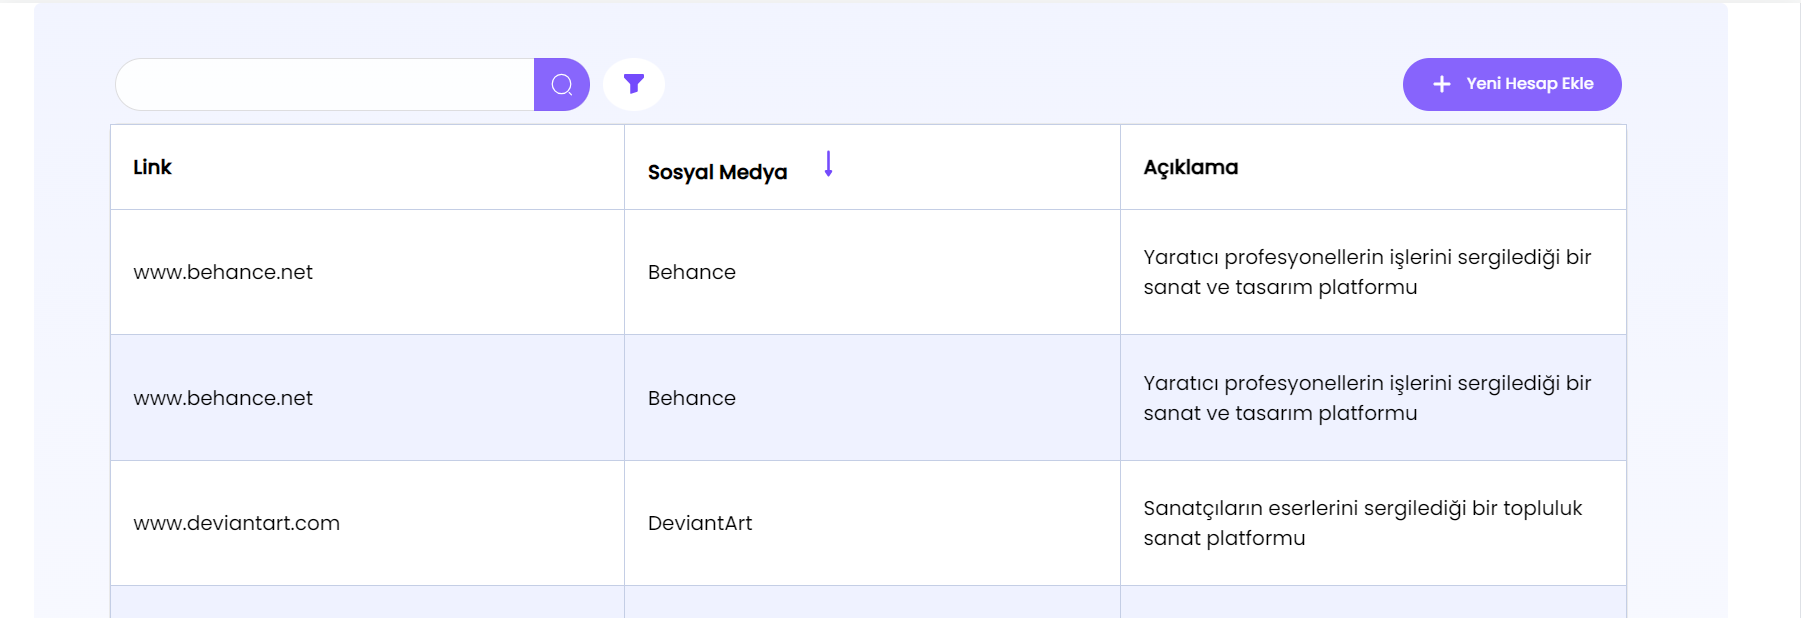 Yeni Hesap Ekle
Link
Sosyal Medya
Açıklama
www.behance.net
Behance
Yaratıcı profesyonellerin işlerini sergilediği bir
sanat ve tasarım platformu
www.behance.net
Behance
Yaratıcı profesyonellerin işlerini sergilediği bir
sanat ve tasarım platformu
www.deviantart.com
DeviantArt
Sanatçıların eserlerini sergilediği bir topluluk
sanat platformu